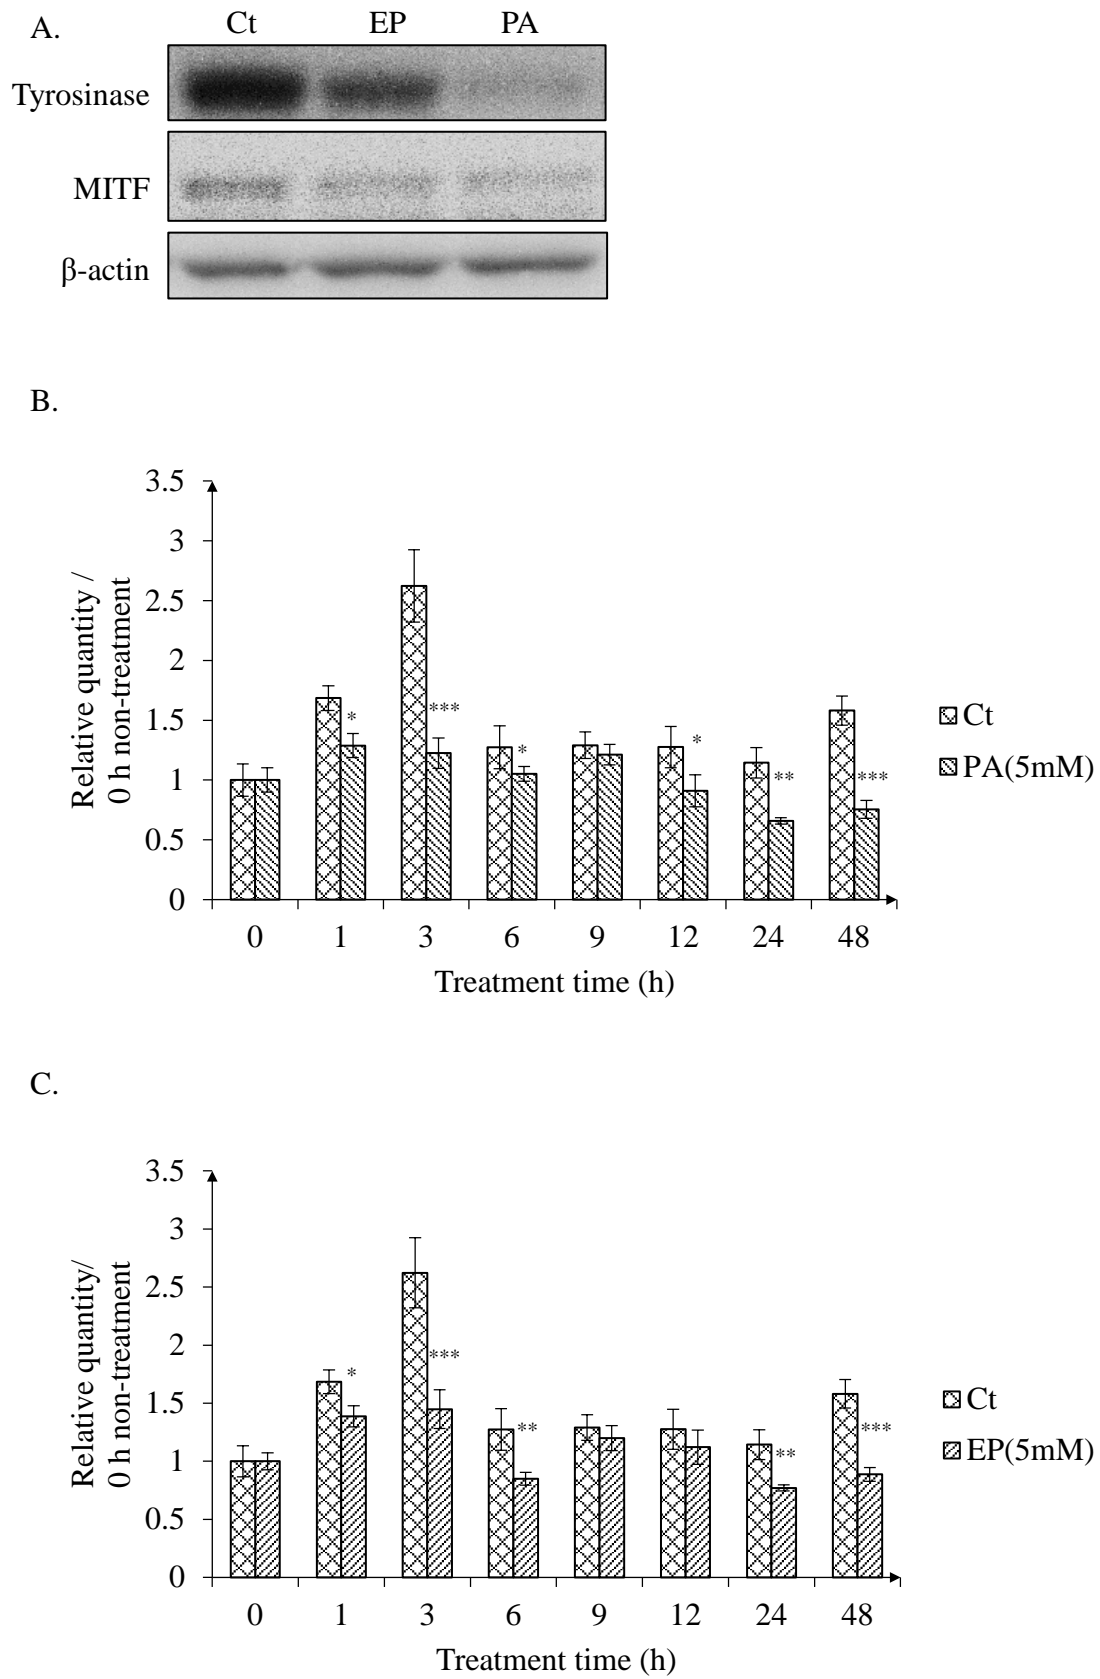 A.
Ct EP PA
Tyrosinase
MITF
β-actin
B.
3.5
3
2.5
2
1.5
1
0.5
0
Relative quantity /
0 h non-treatment
* *** * * ** ***
Ct
PA(5mM)
0 1 3 6 9 12 24 48
Treatment time (h)
C.
3.5
3
2.5
2
1.5
1
0.5
0
Relative quantity/
0 h non-treatment
* *** ** ** ***
Ct
EP(5mM)
0 1 3 6 9 12 24 48
Treatment time (h)